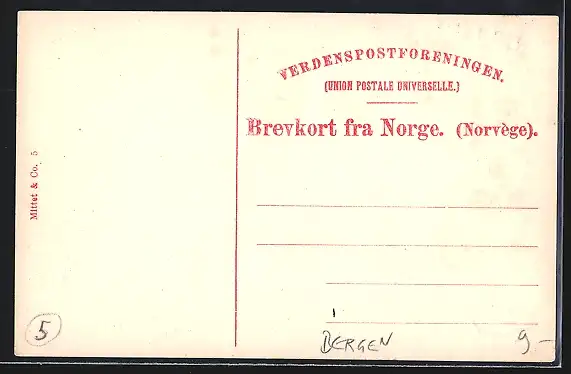 VERDENSPOSTFORENINGEN.
(UNION POSTALE UNIVERSELLE.)
Brevkort fra Norge. (Norvège).
Mittet & Co. 5
5
BERGEN
9-